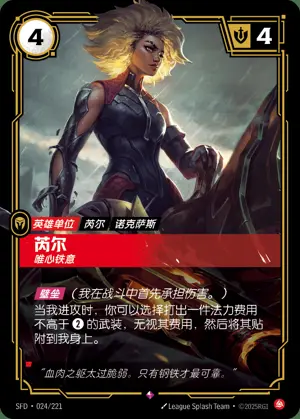 4
4
英雄单位 芮尔 诺克萨斯
芮尔
唯心铁意
壁垒 （我在战斗中首先承担伤害。）
当我进攻时，你可以选择打出一件法力费用
不高于 2 的武装，无视其费用，然后将其贴
附到我身上。
"血肉之躯太过脆弱，只有钢铁才最可靠。"
SFD • 024/221 League Splash Team ©2025RGI